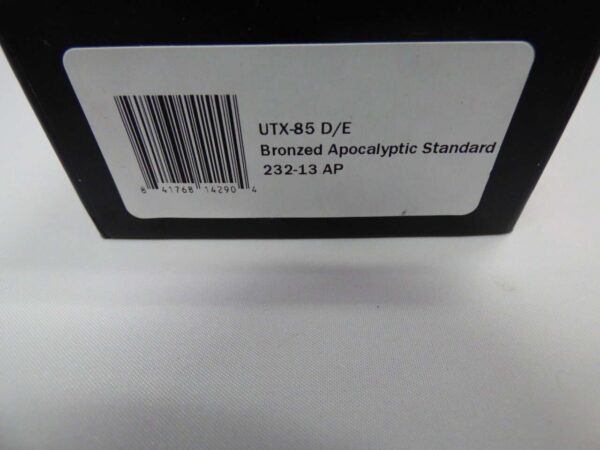 UTX-85 D/E
Bronzed Apocalyptic Standard
232-13 AP
8 41768 14290 4